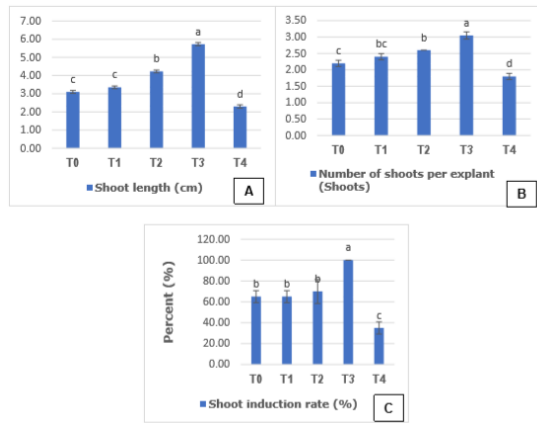 7.00
6.00
5.00
4.00
3.00
2.00
1.00
0.00
c
c
b
a
d
T0 T1 T2 T3 T4
Shoot length (cm)
A
3.50
3.00
2.50
2.00
1.50
1.00
0.50
0.00
c
bc
b
a
d
T0 T1 T2 T3 T4
Number of shoots per explant
(Shoots)
B
Percent (%)
120.00
100.00
80.00
60.00
40.00
20.00
0.00
b
b
b
a
c
T0 T1 T2 T3 T4
Shoot induction rate (%)
C